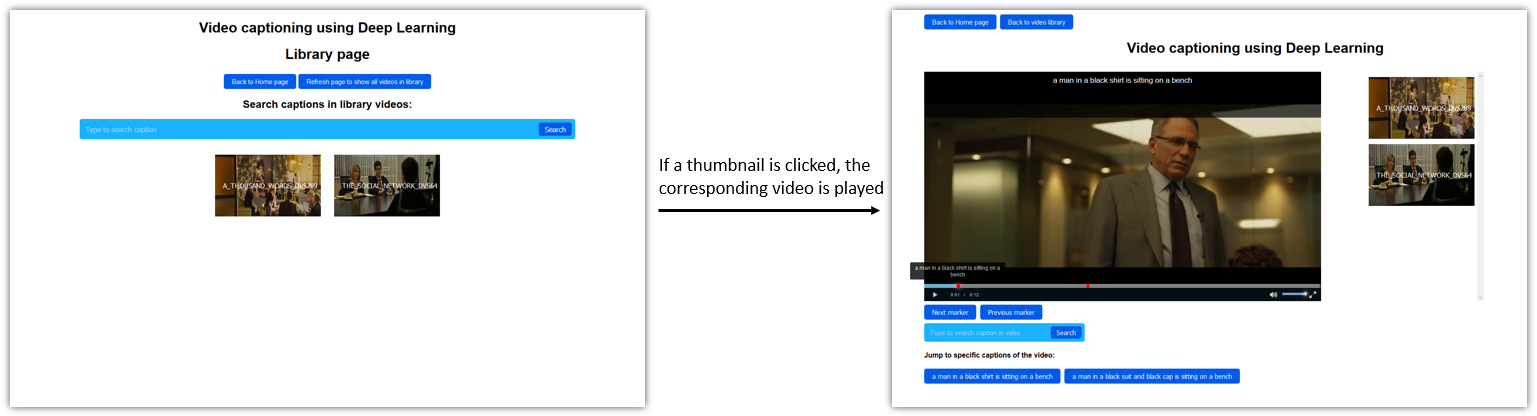 Video captioning using Deep Learning
Library page
Back to Home page
Refresh page to show all videos in library
Search captions in library videos:
Type to search caption
Search
A_THOUSAND_WORDS_DVS289
THE_SOCIAL_NETWORK_DVS64
If a thumbnail is clicked, the
corresponding video is played
Back to Home page
Back to video library
Video captioning using Deep Learning
a man in a black shirt is sitting on a bench
A_THOUSAND_WORDS_DVS289
THE_SOCIAL_NETWORK_DVS64
a man in a black shirt is sitting on a
bench
0:01 / 0:12
Next marker
Previous marker
Type to search caption in video
Search
Jump to specific captions of the video:
a man in a black shirt is sitting on a bench
a man in a black suit and black cap is sitting on a bench